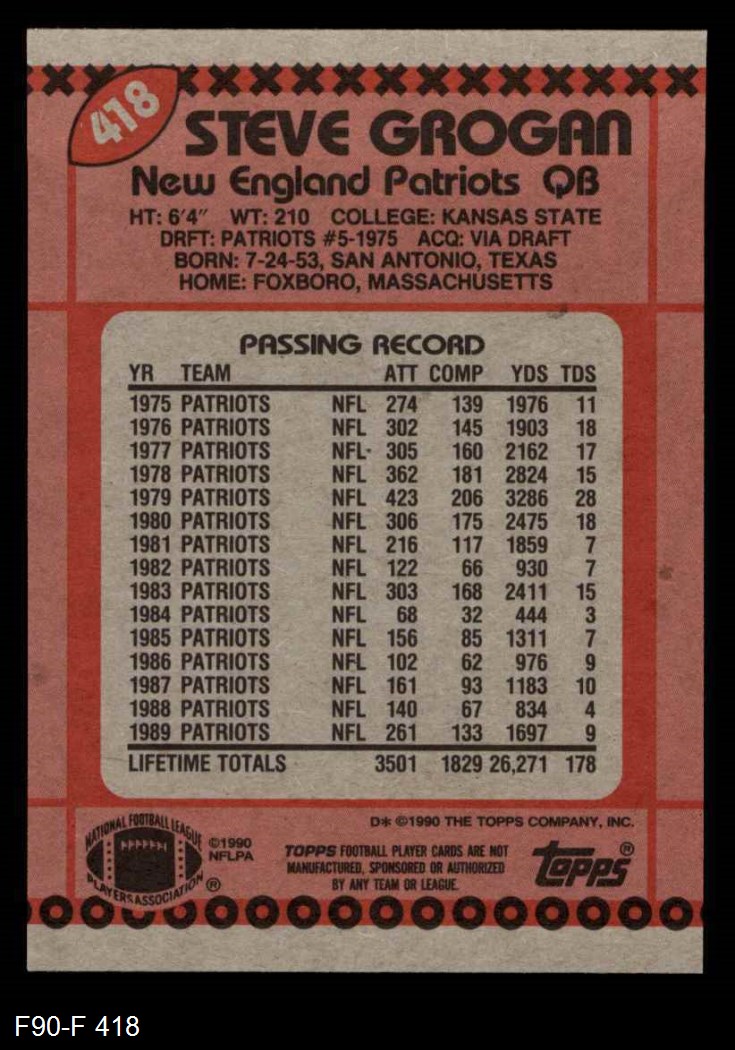 418
STEVE GROGAN
New England Patriots QB
HT: 6'4" WT: 210 COLLEGE: KANSAS STATE
DRFT: PATRIOTS #5-1975 ACQ: VIA DRAFT
BORN: 7-24-53, SAN ANTONIO, TEXAS
HOME: FOXBORO, MASSACHUSETTS
PASSING RECORD
YR TEAM ATT COMP YDS TDS
1975 PATRIOTS NFL 274 139 1976 11
1976 PATRIOTS NFL 302 145 1903 18
1977 PATRIOTS NFL 305 160 2162 17
1978 PATRIOTS NFL 362 181 2824 15
1979 PATRIOTS NFL 423 206 3286 28
1980 PATRIOTS NFL 306 175 2475 18
1981 PATRIOTS NFL 216 117 1859 7
1982 PATRIOTS NFL 122 66 930 7
1983 PATRIOTS NFL 303 168 2411 15
1984 PATRIOTS NFL 68 32 444 3
1985 PATRIOTS NFL 156 85 1311 7
1986 PATRIOTS NFL 102 62 976 9
1987 PATRIOTS NFL 161 93 1183 10
1988 PATRIOTS NFL 140 67 834 4
1989 PATRIOTS NFL 261 133 1697 9
LIFETIME TOTALS 3501 1829 26,271 178
D* ©1990 THE TOPPS COMPANY, INC.
NATIONAL FOOTBALL LEAGUE
PLAYERS ASSOCIATION ®
©1990
NFLPA
TOPPS FOOTBALL PLAYER CARDS ARE NOT
MANUFACTURED, SPONSORED OR AUTHORIZED
BY ANY TEAM OR LEAGUE.
topps®
F90-F 418